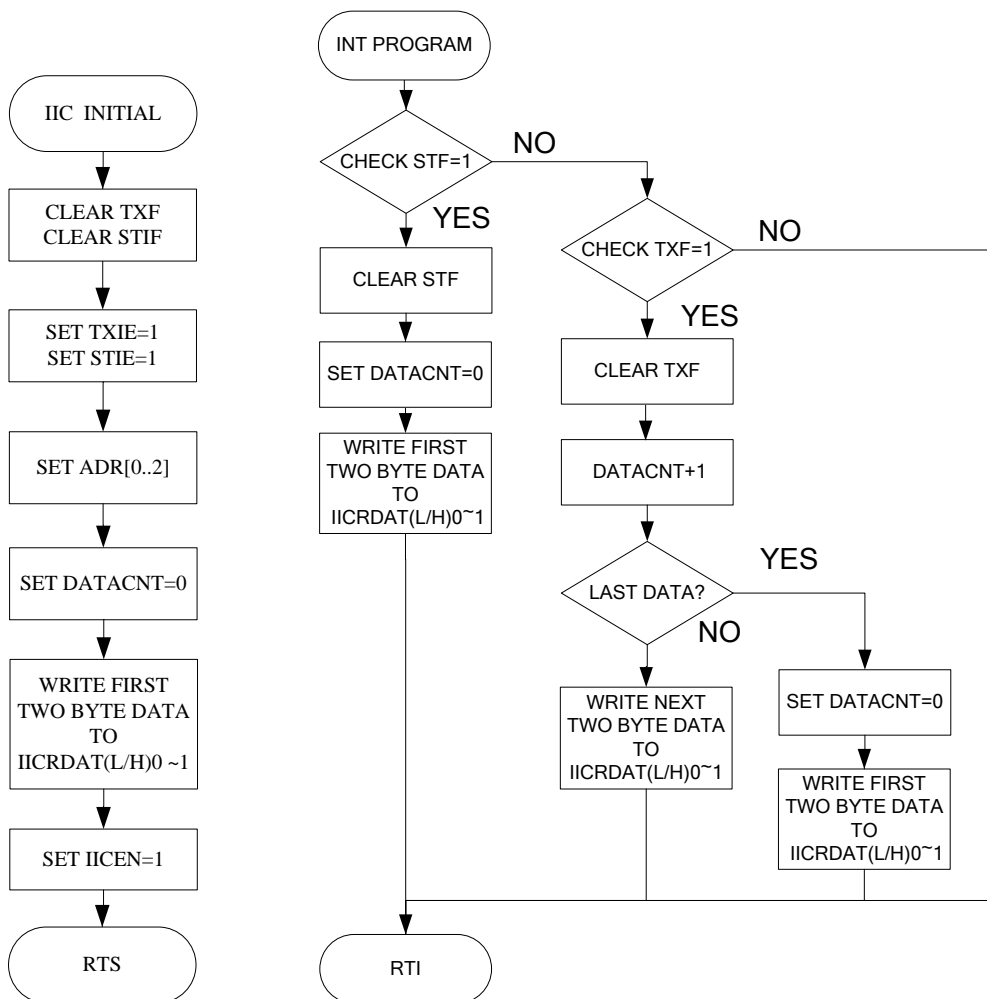 IIC INITIAL
CLEAR TXF
CLEAR STIF
SET TXIE=1
SET STIE=1
SET ADR[0..2]
SET DATACNT=0
WRITE FIRST
TWO BYTE DATA
TO
IICRDAT(L/H)0 ~1
SET IICEN=1
RTS
INT PROGRAM
CHECK STF=1
NO
YES
CLEAR STF
SET DATACNT=0
WRITE FIRST
TWO BYTE DATA
TO
IICRDAT(L/H)0~1
CHECK TXF=1
NO
YES
CLEAR TXF
DATACNT+1
LAST DATA?
YES
NO
WRITE NEXT
TWO BYTE DATA
TO
IICRDAT(L/H)0~1
SET DATACNT=0
WRITE FIRST
TWO BYTE DATA
TO
IICRDAT(L/H)0~1
RTI